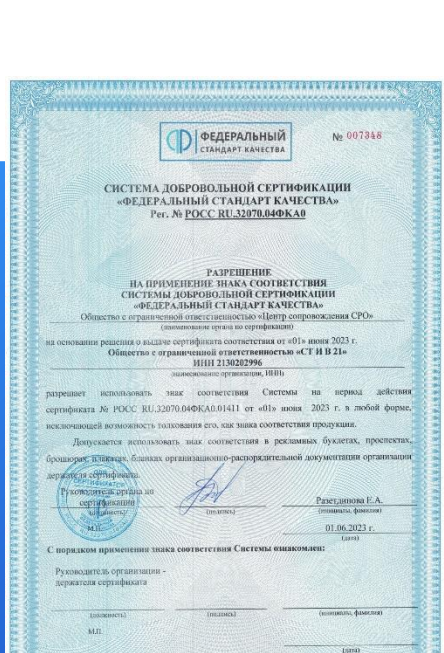 ФЕДЕРАЛЬНЫЙ
СТАНДАРТ КАЧЕСТВА
№ 007348
СИСТЕМА ДОБРОВОЛЬНОЙ СЕРТИФИКАЦИИ
«ФЕДЕРАЛЬНЫЙ СТАНДАРТ КАЧЕСТВА»
Рег. № РОСС RU.32070.04ФКА0
РАЗРЕШЕНИЕ
НА ПРИМЕНЕНИЕ ЗНАКА СООТВЕТСТВИЯ
СИСТЕМЫ ДОБРОВОЛЬНОЙ СЕРТИФИКАЦИИ
«ФЕДЕРАЛЬНЫЙ СТАНДАРТ КАЧЕСТВА»
Общество с ограниченной ответственностью «Центр сопровождения СРО»
(наименование органа по сертификации)
на основании решения о выдаче сертификата соответствия от «01» июня 2023 г.
Общество с ограниченной ответственностью «СТ И В 21»
ИНН 2130202996
(наименование организации, ИНН)
разрешает использовать знак соответствия Системы на период действия
сертификата № РОСС RU.32070.04ФКА0.01411 от «01» июня 2023 г. в любой форме,
исключающей возможность толкования его, как знака соответствия продукции.
Допускается использовать знак соответствия в рекламных буклетах, проспектах,
брошюрах, плакатах, бланках организационно-распорядительной документации организации
держателя сертификата.
Руководитель органа по
сертификации
Разетдинова Е.А.
(должность)
(подпись)
(инициалы, фамилия)
М.П.
01.06.2023 г.
(дата)
С порядком применения знака соответствия Системы ознакомлен:
Руководитель организации -
держателя сертификата
(должность)
(подпись)
(инициалы, фамилия)
М.П.
(дата)